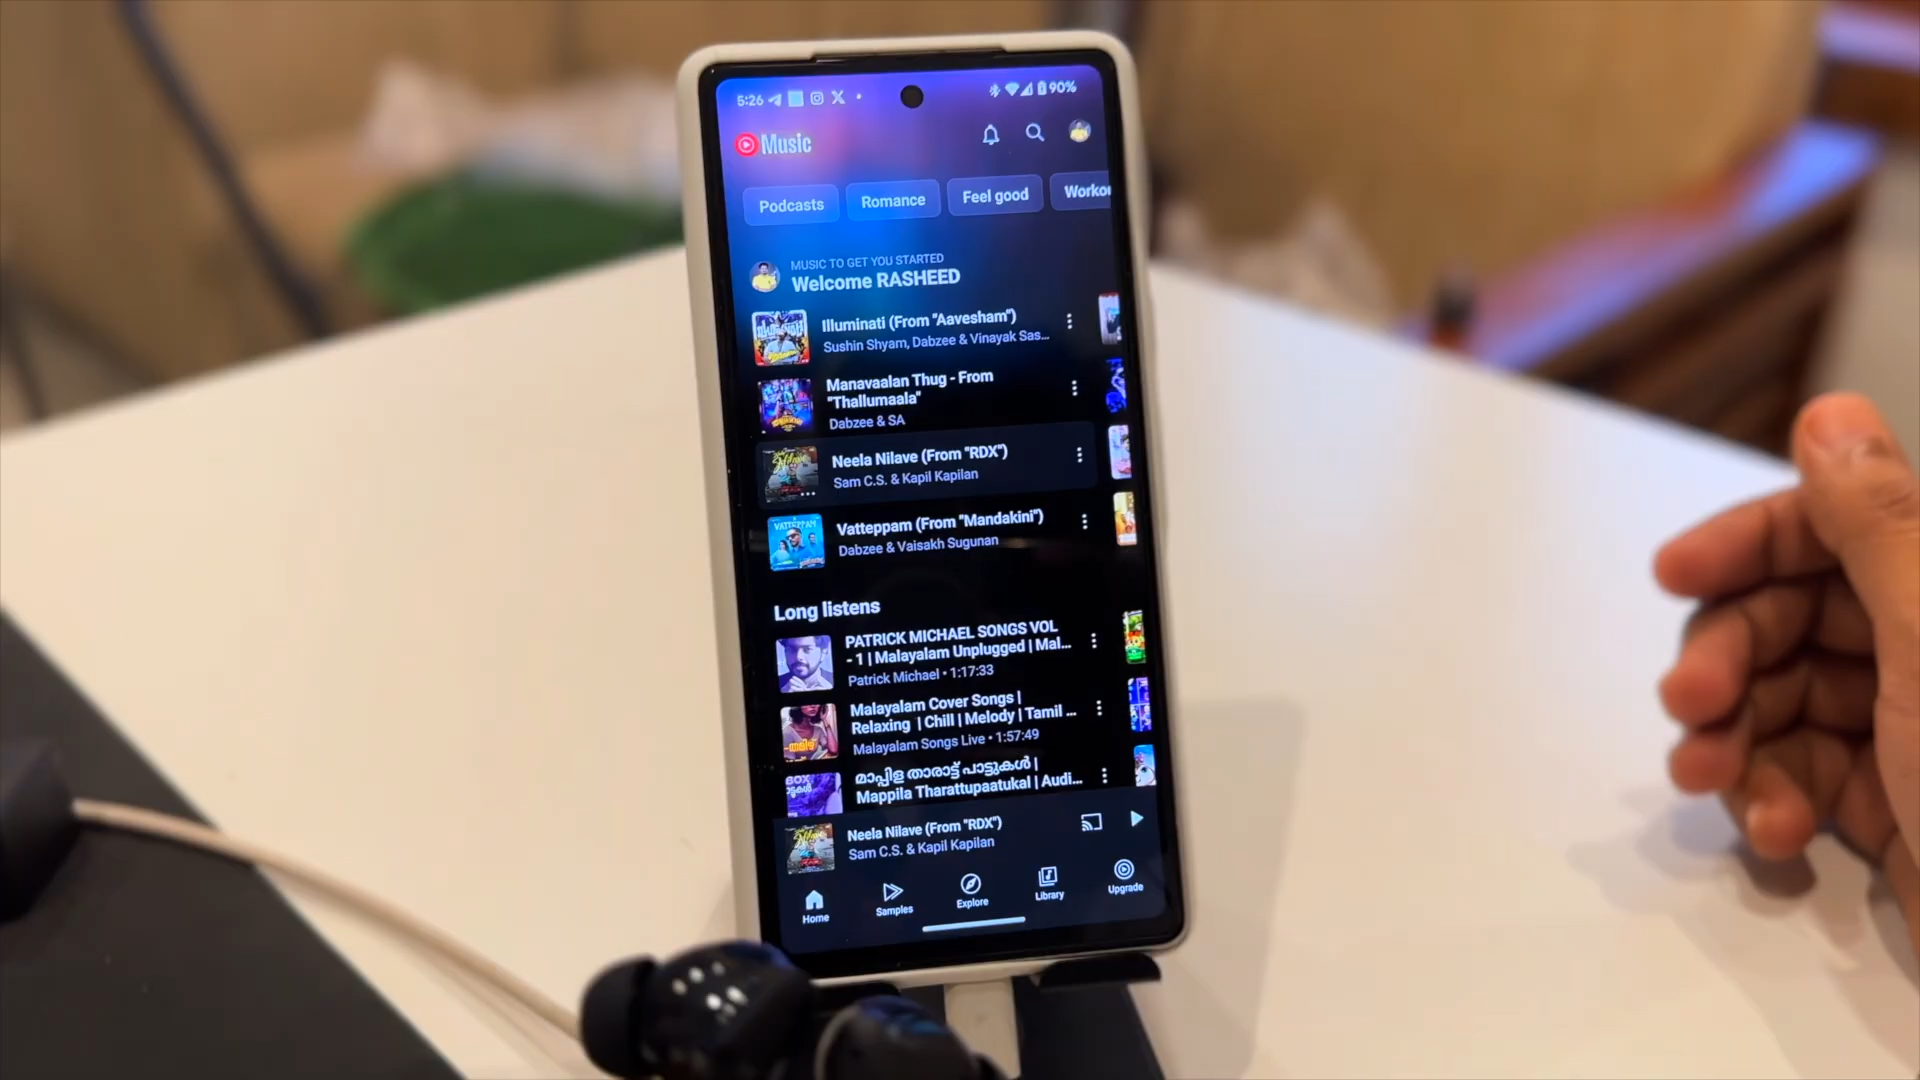 5:26
90%
Music
Podcasts
Romance
Feel good
Workou
MUSIC TO GET YOU STARTED
Welcome RASHEED
Illuminati (From "Aavesham")
Sushin Shyam, Dabzee & Vinayak Sas...
Manavaalan Thug - From
"Thallumaala"
Dabzee & SA
Neela Nilave (From "RDX")
Sam C.S. & Kapil Kapilan
VATTEPPAM
Vatteppam (From "Mandakini")
Dabzee & Vaisakh Sugunan
Long listens
PATRICK MICHAEL SONGS VOL
- 1 | Malayalam Unplugged | Mal...
Patrick Michael • 1:17:33
Malayalam Cover Songs |
Relaxing | Chill | Melody | Tamil ...
Malayalam Songs Live • 1:57:49
മാപ്പിള താരാട്ട് പാട്ടുകൾ |
Mappila Tharattupaatukal | Audi...
Neela Nilave (From "RDX")
Sam C.S. & Kapil Kapilan
Home
Samples
Explore
Library
Upgrade